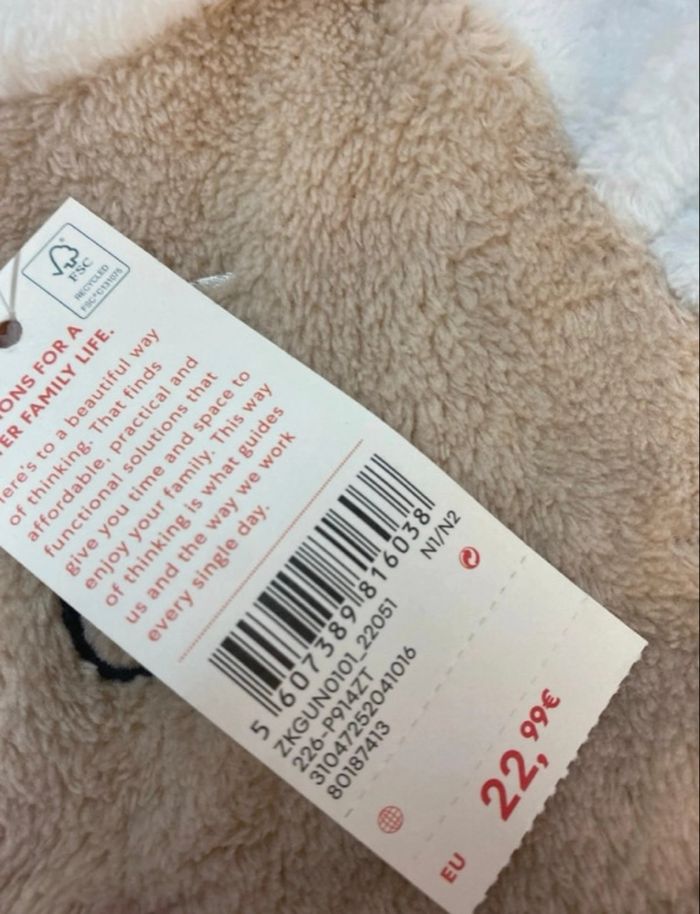 FSC®
RECYCLED
FSC® C131075
ONS FOR A
ER FAMILY LIFE.
ere's to a beautiful way
of thinking. That finds
affordable, practical and
functional solutions that
give you time and space to
enjoy your family. This way
of thinking is what guides
us and the way we work
every single day.
5 607389 816038
ZKGUN0101_22051
226-P914ZT
31047252041016
80187413
N1/N2
EU
22,99€